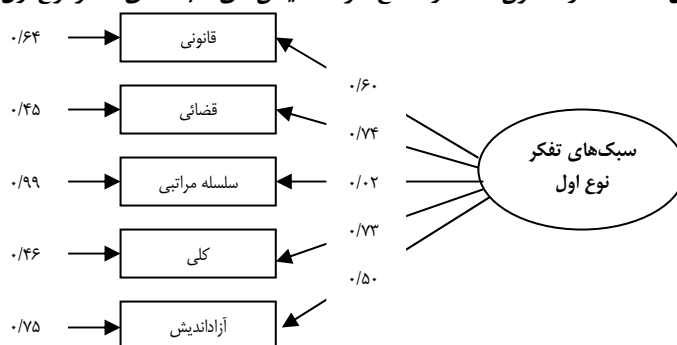 ۰/۶۴
قانونی
۰/۶۰
۰/۴۵
قضائی
۰/۷۴
سبک‌های تفکر
نوع اول
۰/۹۹
سلسله مراتبی
۰/۰۲
۰/۷۳
۰/۴۶
کلی
۰/۵۰
۰/۷۵
آزاداندیش